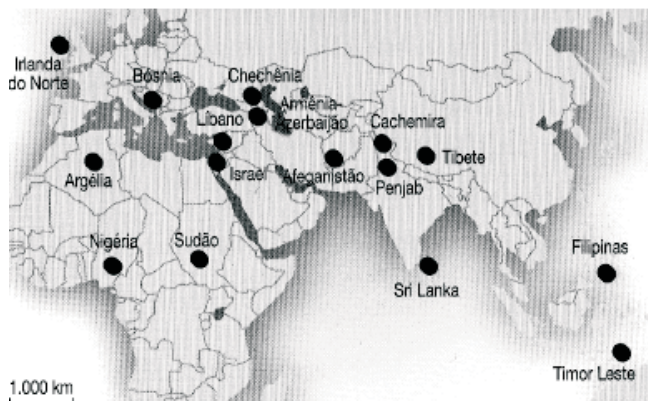 Irlanda
do Norte
Bósnia
Chechênia
Armênia-
Azerbaijão
Líbano
Cachemira
Tibete
Argélia
Israel
Afeganistão
Penjab
Nigéria
Sudão
Filipinas
Sri Lanka
Timor Leste
1.000 km